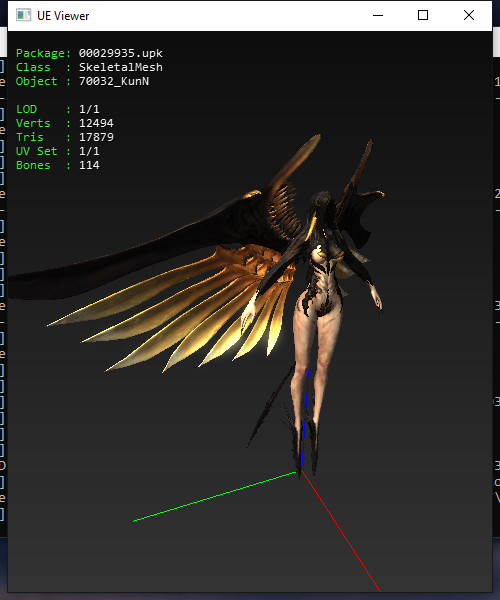 UE Viewer
Package: 00029935.upk
Class : SkeletalMesh
Object : 70032_KunN
LOD : 1/1
Verts : 12494
Tris : 17879
UV Set : 1/1
Bones : 114